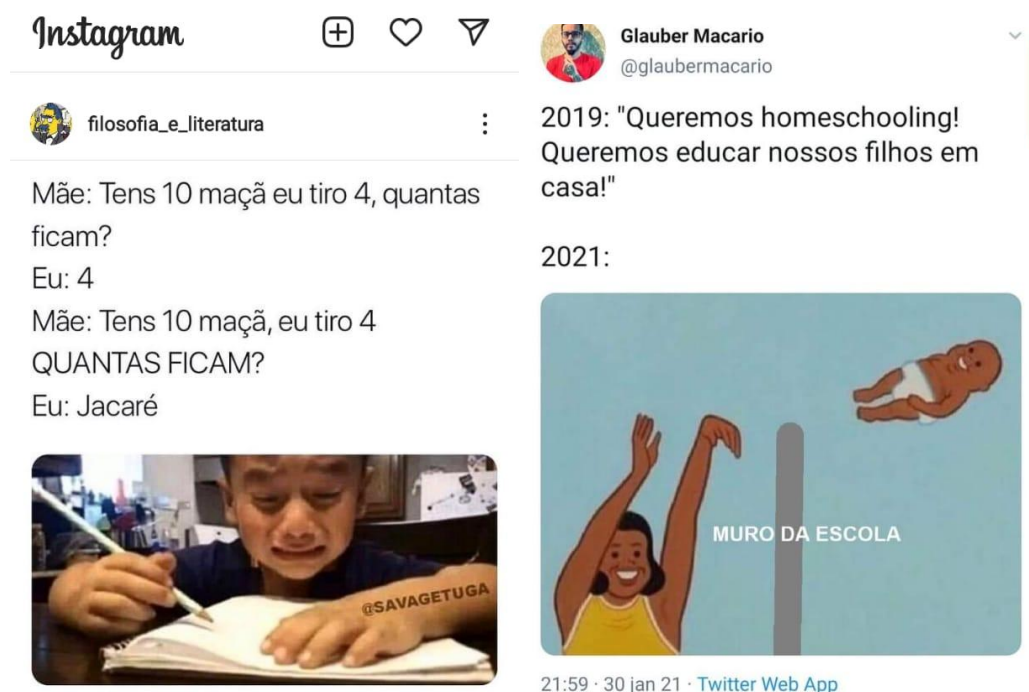 Instagram
filosofia_e_literatura
Mãe: Tens 10 maçã eu tiro 4, quantas
ficam?
Eu: 4
Mãe: Tens 10 maçã, eu tiro 4
QUANTAS FICAM?
Eu: Jacaré
@SAVAGETUGA
Glauber Macario
@glaubermacario
2019: "Queremos homeschooling!
Queremos educar nossos filhos em
casa!"
2021:
MURO DA ESCOLA
21:59 · 30 jan 21 · Twitter Web App